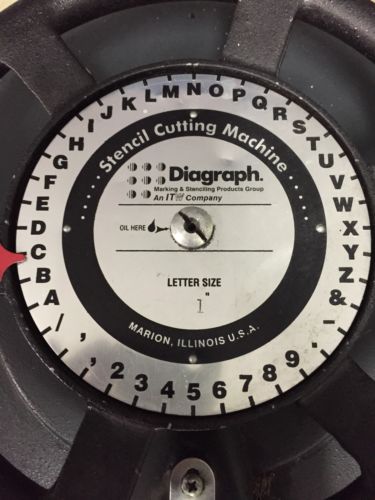 A B C D E F G H I J K L M N O P Q R S T U V W X Y Z & - . 9 8 7 6 5 4 3 2 , /
Stencil Cutting Machine
Diagraph.
Marking & Stenciling Products Group
An ITW Company
OIL HERE
LETTER SIZE
1"
MARION, ILLINOIS U.S.A.